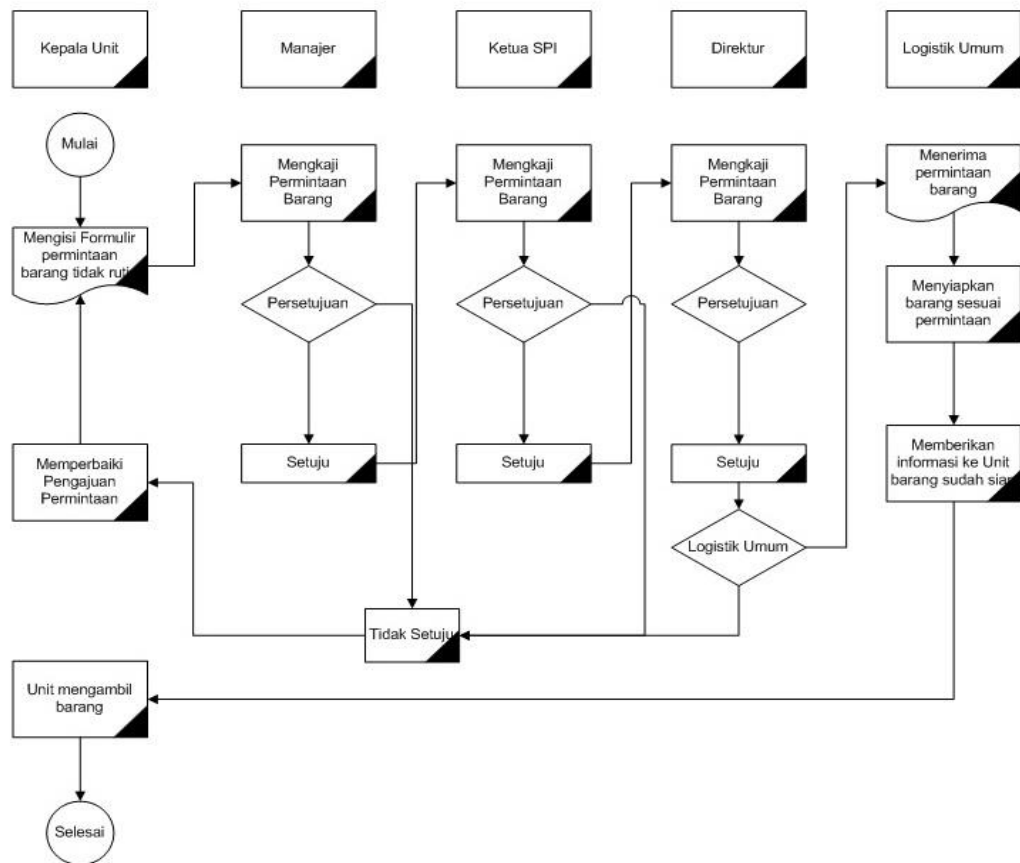 Kepala Unit
Manajer
Ketua SPI
Direktur
Logistik Umum
Mulai
Mengisi Formulir
permintaan
barang tidak ruti
Mengkaji
Permintaan
Barang
Mengkaji
Permintaan
Barang
Mengkaji
Permintaan
Barang
Menerima
permintaan
barang
Persetujuan
Persetujuan
Persetujuan
Menyiapkan
barang sesuai
permintaan
Memperbaiki
Pengajuan
Permintaan
Setuju
Setuju
Setuju
Memberikan
informasi ke Unit
barang sudah siap
Logistik Umum
Tidak Setuju
Unit mengambil
barang
Selesai